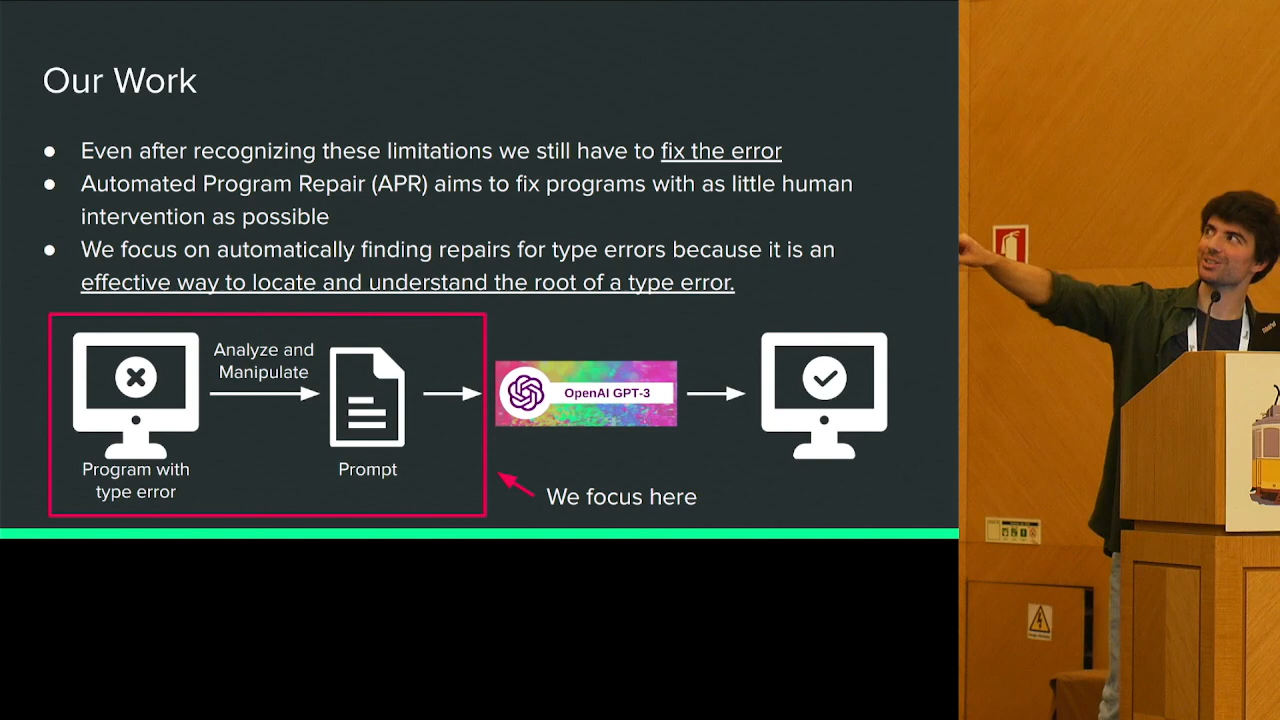 Our Work
● Even after recognizing these limitations we still have to fix the error
● Automated Program Repair (APR) aims to fix programs with as little human
intervention as possible
● We focus on automatically finding repairs for type errors because it is an
effective way to locate and understand the root of a type error.
Analyze and
Manipulate
OpenAI GPT-3
Program with
type error
Prompt
We focus here